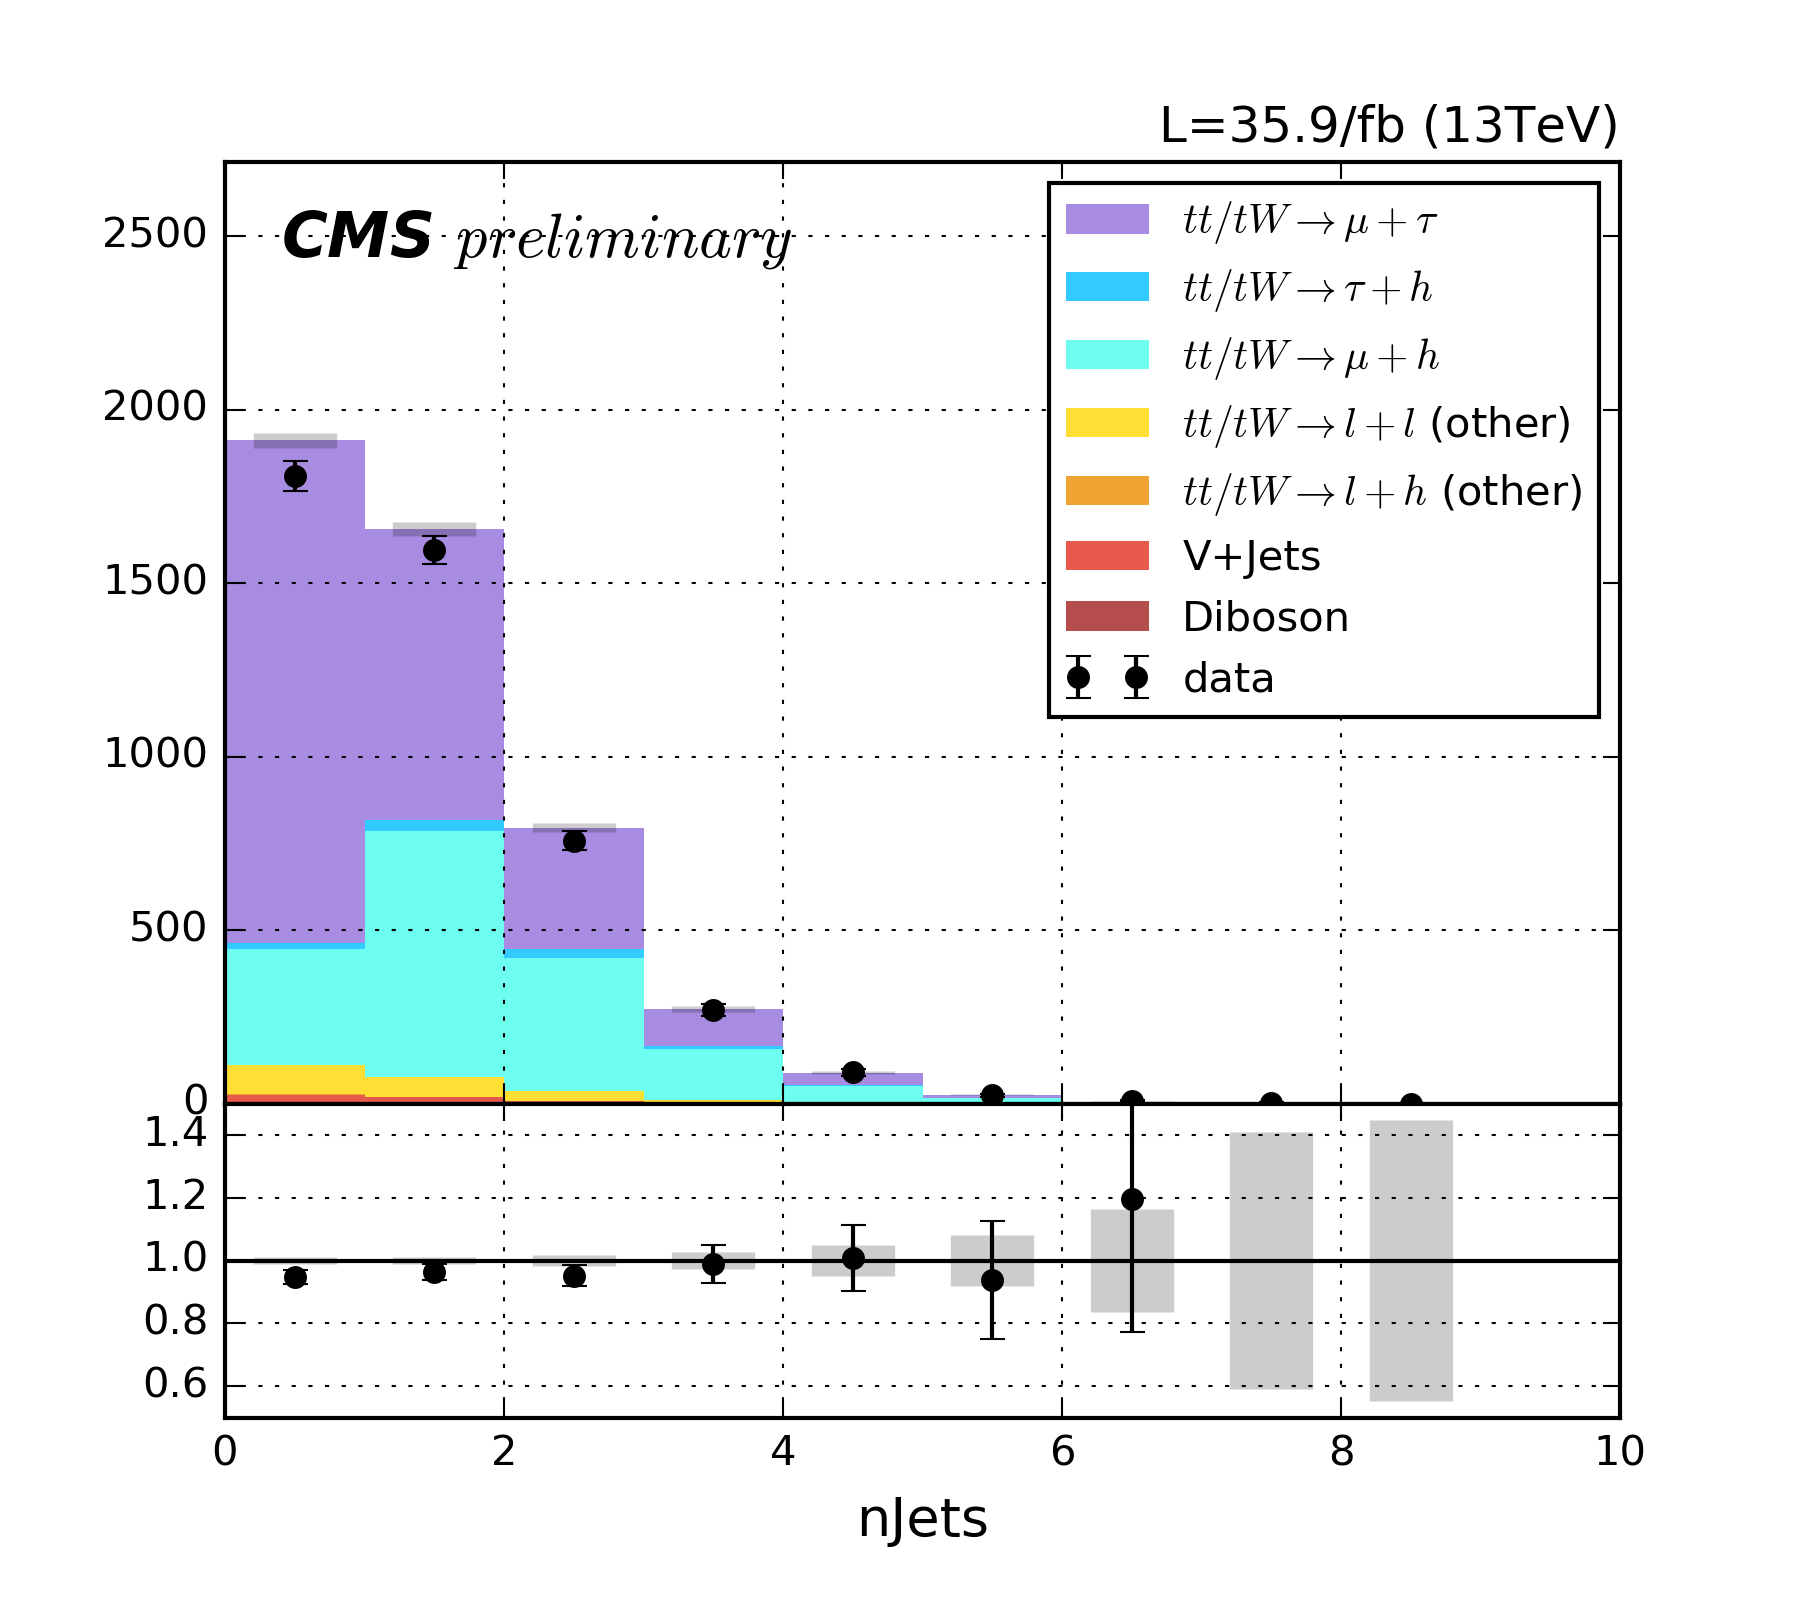 L=35.9/fb (13TeV)
CMS preliminary
2500
2000
1500
1000
500
0
tt/tW→μ+τ
tt/tW→τ+h
tt/tW→μ+h
tt/tW→l+l (other)
tt/tW→l+h (other)
V+Jets
Diboson
data
1.4
1.2
1.0
0.8
0.6
0 2 4 6 8 10
nJets